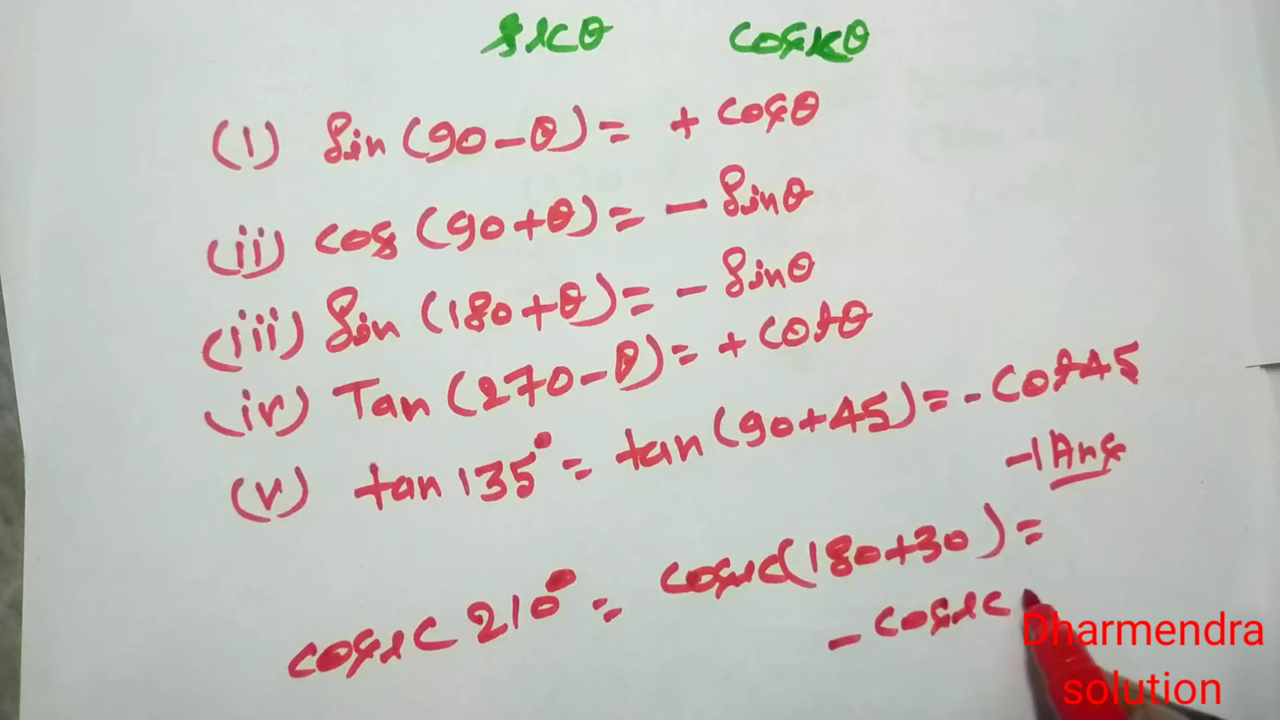 secθ cosecθ
(i) Sin (90-θ) = + cosθ
(ii) cos (90+θ) = - Sinθ
(iii) Sin (180+θ) = - Sinθ
(iv) Tan (270-θ) = + cotθ
(v) tan 135° = tan (90+45) = - cot 45
-1 Ans
cosec 210° = cosec(180+30) =
- cosec
Dharmendra
solution